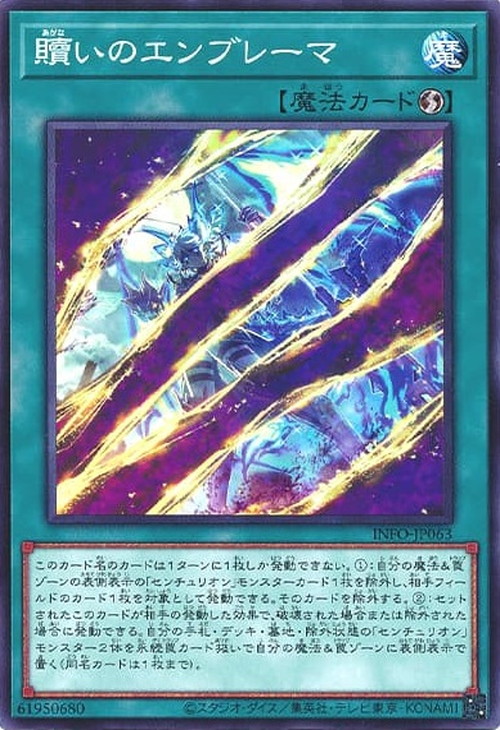 贖いのエンブレーマ
魔
【魔法カード】
INFO-JP063
このカード名のカードは1ターンに1枚しか発動できない。①:自分の魔法&罠
ゾーンの表側表示の「センチュリオン」モンスターカード1枚を除外し、相手フィ
ールドのカード1枚を対象として発動できる。そのカードを除外する。②:セット
されたこのカードが相手の発動した効果で、破壊された場合または除外された
場合に発動できる。自分の手札・デッキ・墓地・除外状態の「センチュリオン」
モンスター2体を永続罠カード扱いで自分の魔法&罠ゾーンに表側表示で
置く(同名カードは1枚まで)。
61950680
©スタジオ・ダイス/集英社・テレビ東京・KONAMI